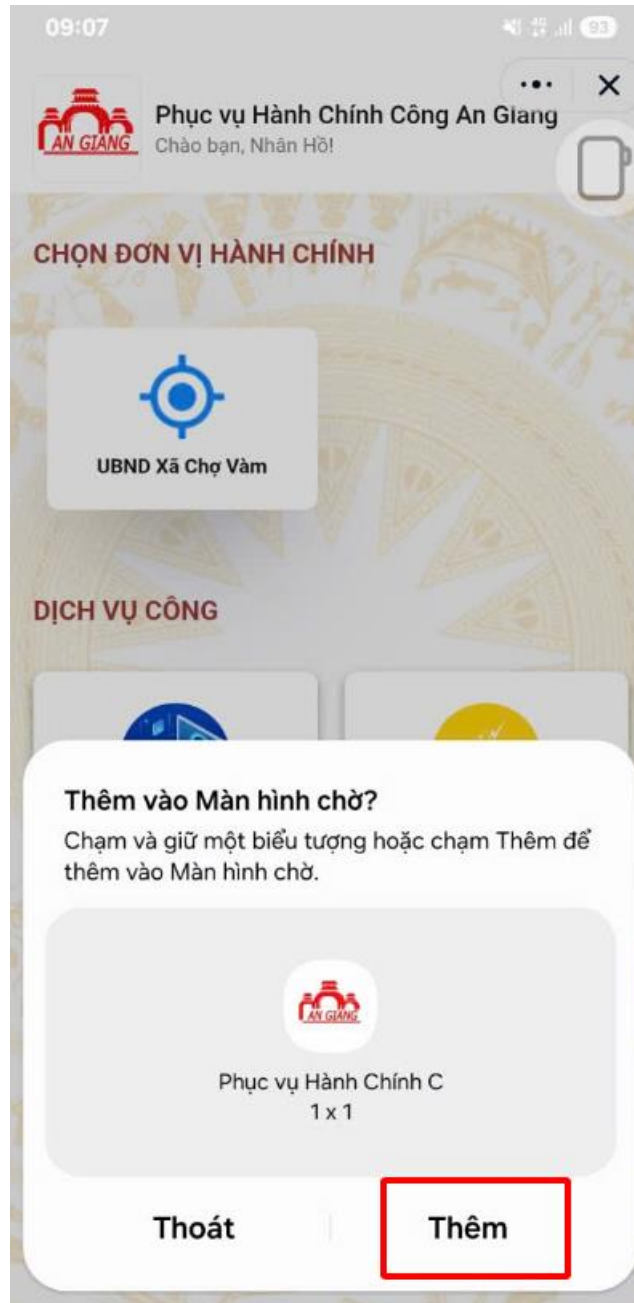 09:07
4G
93
AN GIANG
Phục vụ Hành Chính Công An Giang
Chào bạn, Nhân Hồ!
CHỌN ĐƠN VỊ HÀNH CHÍNH
UBND Xã Chợ Vàm
DỊCH VỤ CÔNG
Thêm vào Màn hình chờ?
Chạm và giữ một biểu tượng hoặc chạm Thêm để
thêm vào Màn hình chờ.
AN GIANG
Phục vụ Hành Chính C
1 x 1
Thoát
Thêm